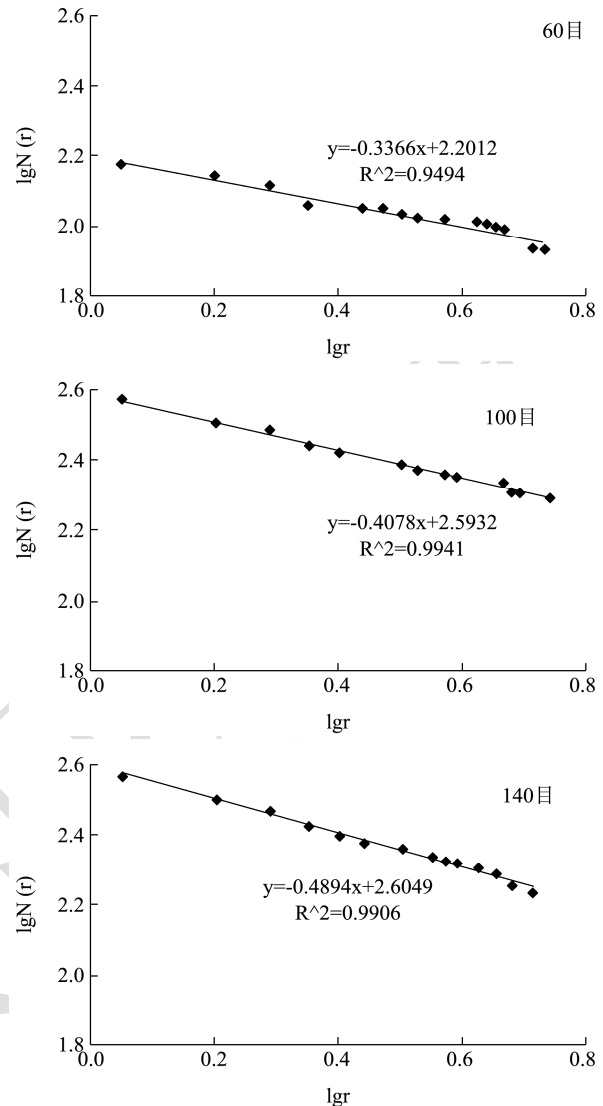 2.6
60目
2.4
lgN (r)
2.2
y=-0.3366x+2.2012
R^2=0.9494
2.0
1.8
0.0 0.2 0.4 0.6 0.8
lgr
2.6
100目
2.4
lgN (r)
2.2
y=-0.4078x+2.5932
R^2=0.9941
2.0
1.8
0.0 0.2 0.4 0.6 0.8
lgr
2.6
140目
2.4
lgN (r)
y=-0.4894x+2.6049
2.2
R^2=0.9906
2.0
1.8
0.0 0.2 0.4 0.6 0.8
lgr